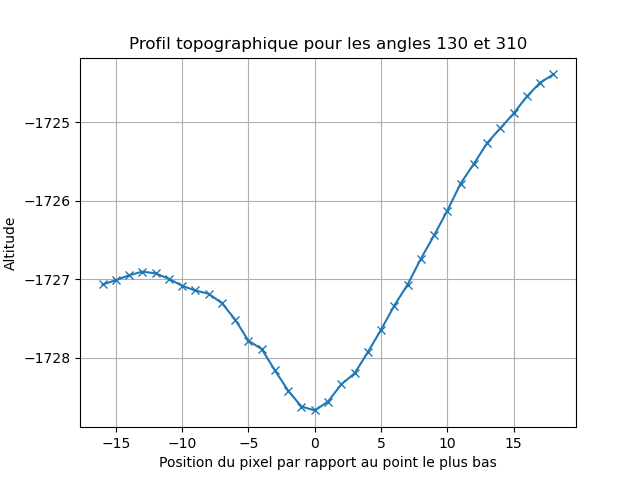 Profil topographique pour les angles 130 et 310
−1725
−1726
−1727
−1728
Altitude
−15 −10 −5 0 5 10 15
Position du pixel par rapport au point le plus bas